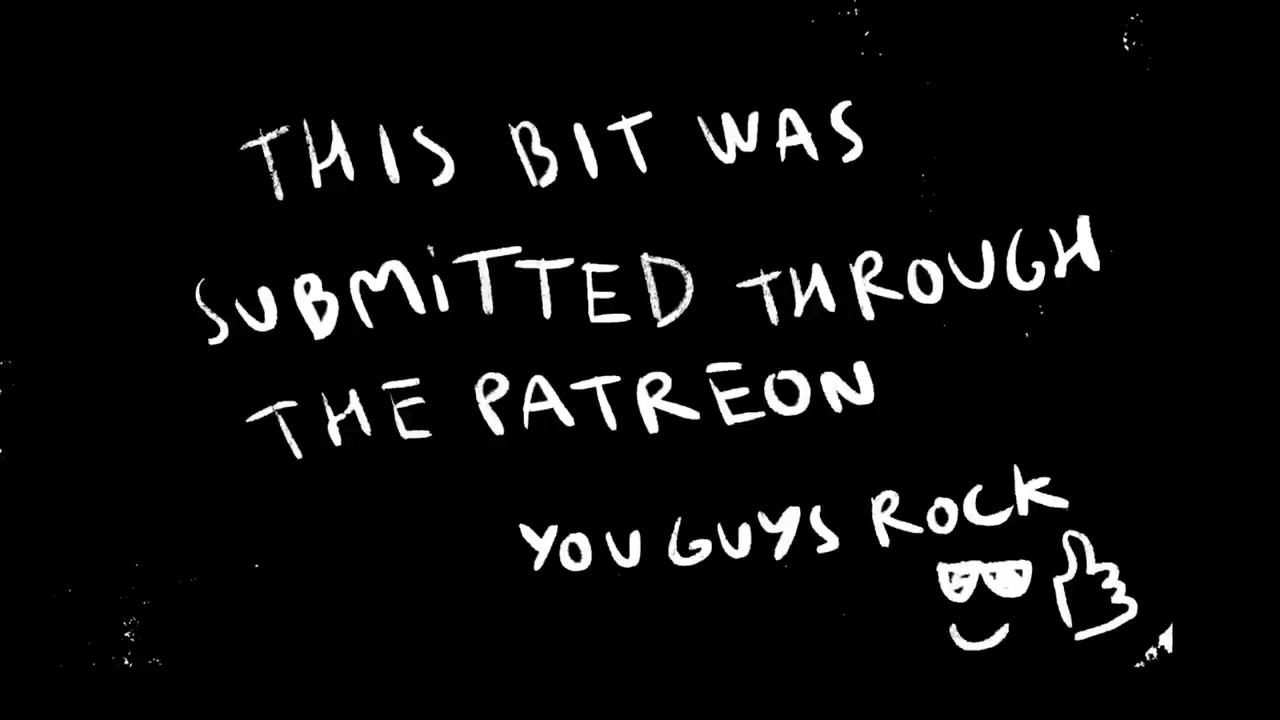 THIS BIT WAS
SUBMiTTED THROUGH
THE PATREON
YOU GUYS ROCK